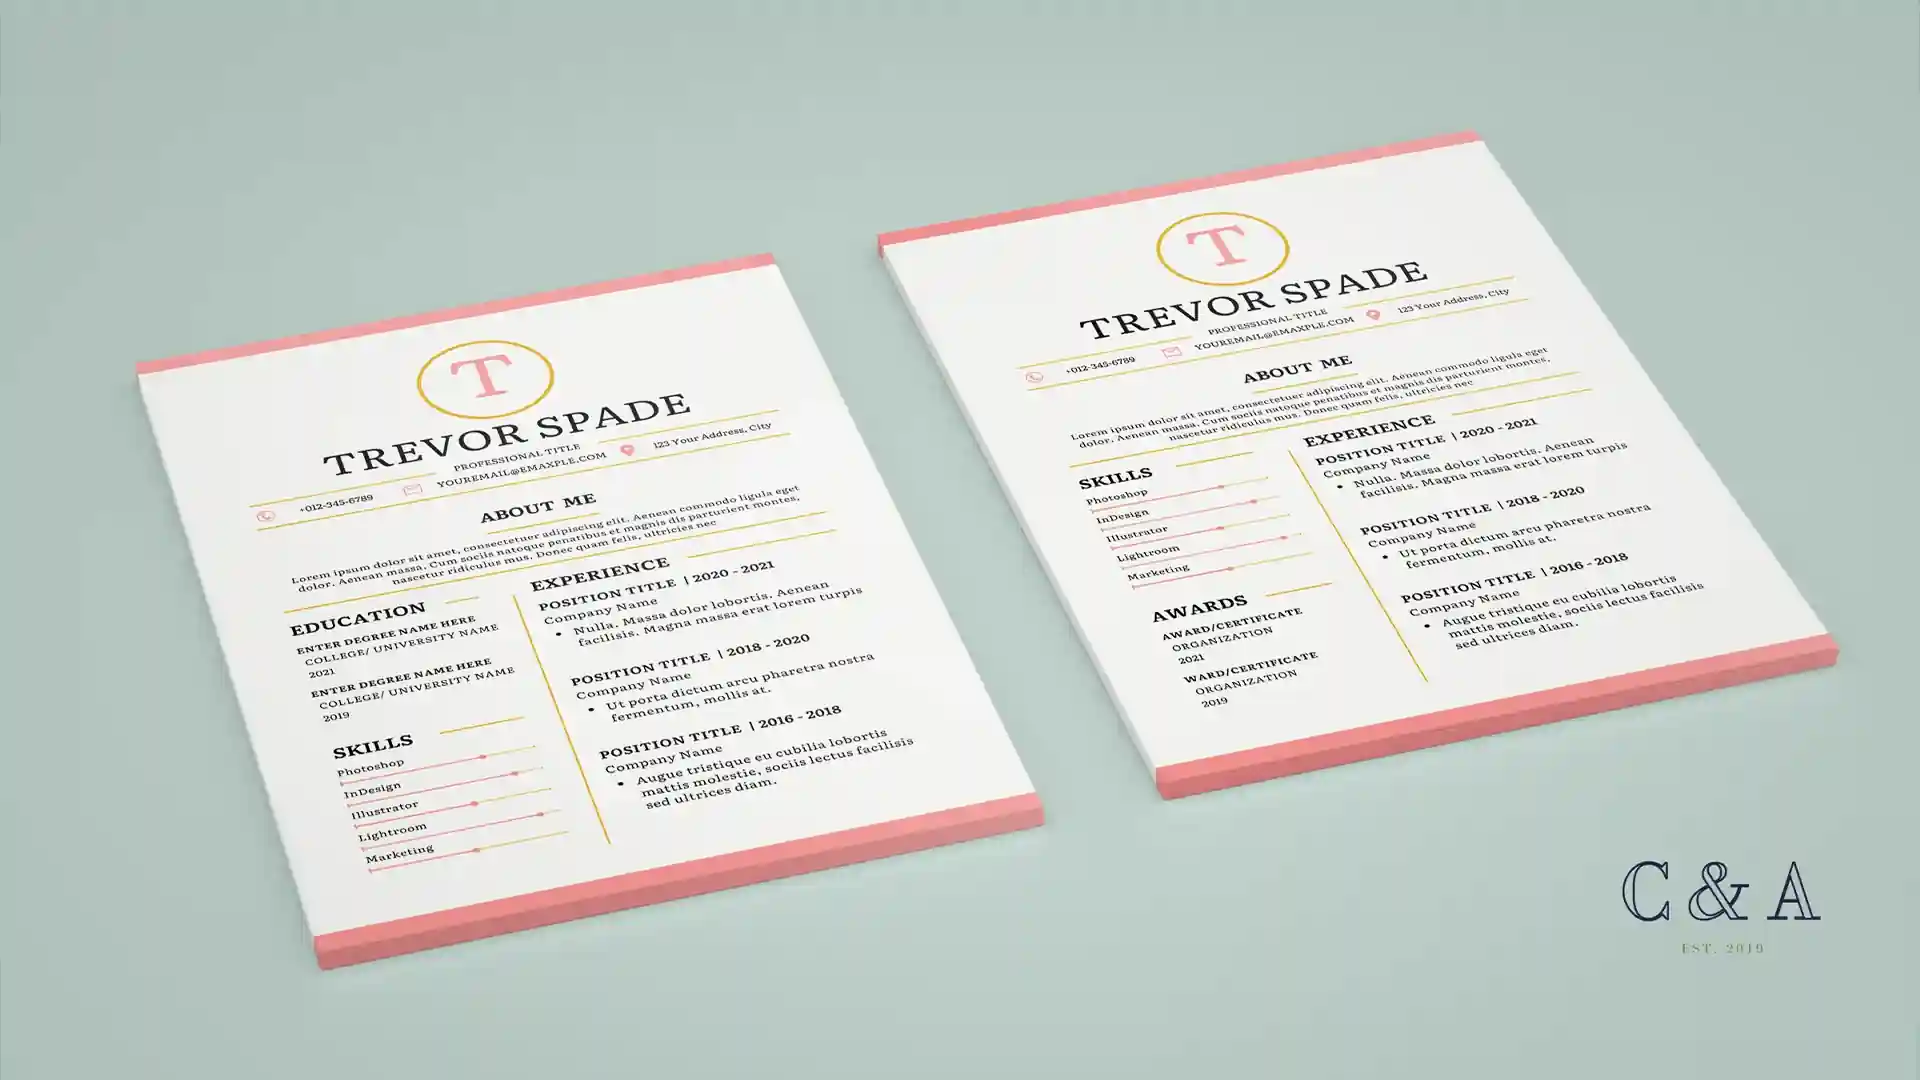 T
TREVOR SPADE
PROFESSIONAL TITLE
+012-345-6789
YOUREMAIL@EMAXPLE.COM
123 Your Address, City
ABOUT ME
Lorem ipsum dolor sit amet, consectetuer adipiscing elit. Aenean commodo ligula eget
dolor. Aenean massa. Cum sociis natoque penatibus et magnis dis parturient montes,
nascetur ridiculus mus. Donec quam felis, ultricies nec
EDUCATION
ENTER DEGREE NAME HERE
COLLEGE/ UNIVERSITY NAME
2021
ENTER DEGREE NAME HERE
COLLEGE/ UNIVERSITY NAME
2019
SKILLS
Photoshop
InDesign
Illustrator
Lightroom
Marketing
EXPERIENCE
POSITION TITLE | 2020 - 2021
Company Name
• Nulla. Massa dolor lobortis. Aenean
facilisis. Magna massa erat lorem turpis
POSITION TITLE | 2018 - 2020
Company Name
• Ut porta dictum arcu pharetra nostra
fermentum, mollis at.
POSITION TITLE | 2016 - 2018
Company Name
• Augue tristique eu cubilia lobortis
mattis molestie, sociis lectus facilisis
sed ultrices diam.
T
TREVOR SPADE
PROFESSIONAL TITLE
+012-345-6789
YOUREMAIL@EMAXPLE.COM
123 Your Address, City
ABOUT ME
Lorem ipsum dolor sit amet, consectetuer adipiscing elit. Aenean commodo ligula eget
dolor. Aenean massa. Cum sociis natoque penatibus et magnis dis parturient montes,
nascetur ridiculus mus. Donec quam felis, ultricies nec
SKILLS
Photoshop
InDesign
Illustrator
Lightroom
Marketing
AWARDS
AWARD/CERTIFICATE
ORGANIZATION
2021
WARD/CERTIFICATE
ORGANIZATION
2019
EXPERIENCE
POSITION TITLE | 2020 - 2021
Company Name
• Nulla. Massa dolor lobortis. Aenean
facilisis. Magna massa erat lorem turpis
POSITION TITLE | 2018 - 2020
Company Name
• Ut porta dictum arcu pharetra nostra
fermentum, mollis at.
POSITION TITLE | 2016 - 2018
Company Name
• Augue tristique eu cubilia lobortis
mattis molestie, sociis lectus facilisis
sed ultrices diam.
C & A
EST. 2019